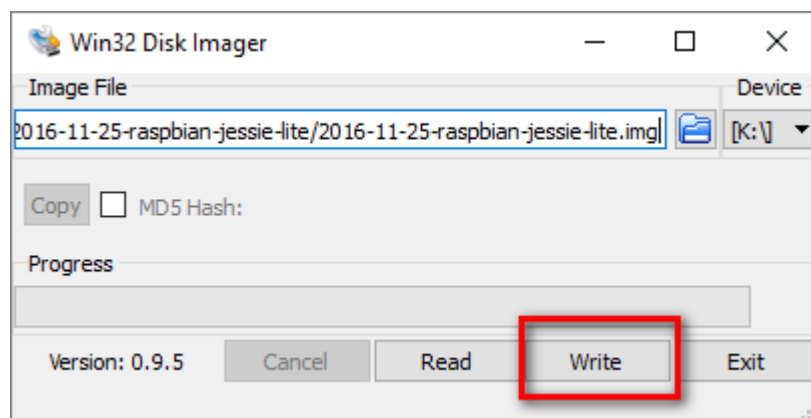 Win32 Disk Imager
Image File
Device
2016-11-25-raspbian-jessie-lite/2016-11-25-raspbian-jessie-lite.img
[K:\]
Copy
MD5 Hash:
Progress
Version: 0.9.5
Cancel
Read
Write
Exit